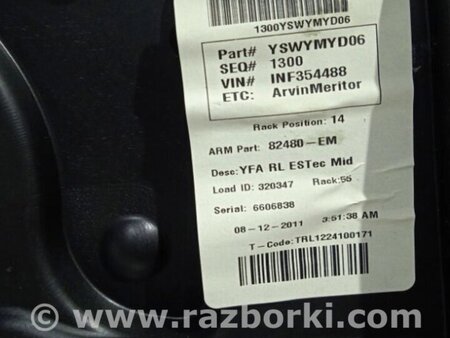 1300YSWYMYD06
Part# YSWYMYD06
SEQ# 1300
VIN# INF354488
ETC: ArvinMeritor
Rack Position: 14
ARM Part: 82480-EM
Desc: YFA RL ESTec Mid
Load ID: 320347 Rack: 55
Serial: 6606838
08-12-2011 3:51:38 AM
T-Code: TRL1224100171
www.razborki.com